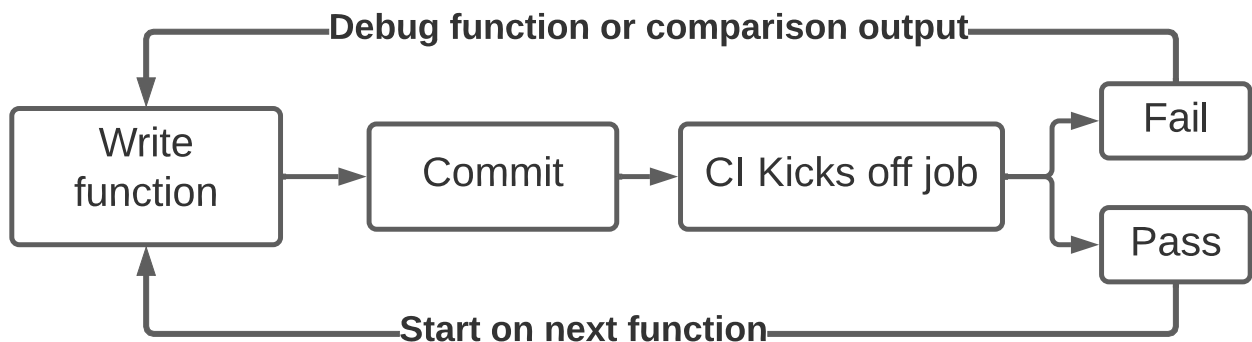 Debug function or comparison output
Write
function
Commit
CI Kicks off job
Fail
Pass
Start on next function